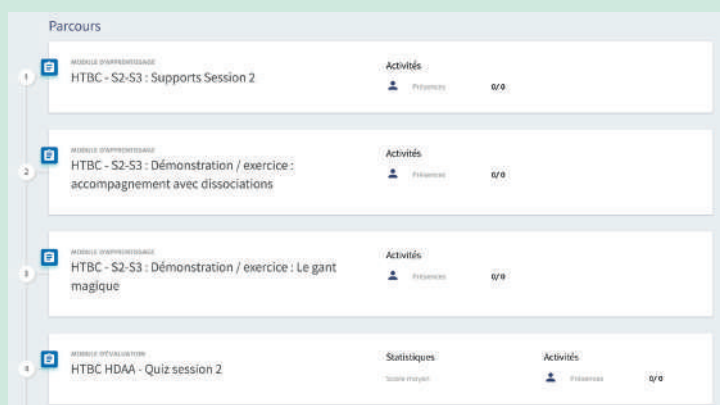 Parcours
1
MODULE D'APPRENTISSAGE
HTBC - S2-S3 : Supports Session 2
Activités
Présences 0/0
2
MODULE D'APPRENTISSAGE
HTBC - S2-S3 : Démonstration / exercice :
accompagnement avec dissociations
Activités
Présences 0/0
3
MODULE D'APPRENTISSAGE
HTBC - S2-S3 : Démonstration / exercice : Le gant
magique
Activités
Présences 0/0
4
MODULE D'ÉVALUATION
HTBC HDAA - Quiz session 2
Statistiques
Score moyen
Activités
Présences 0/0